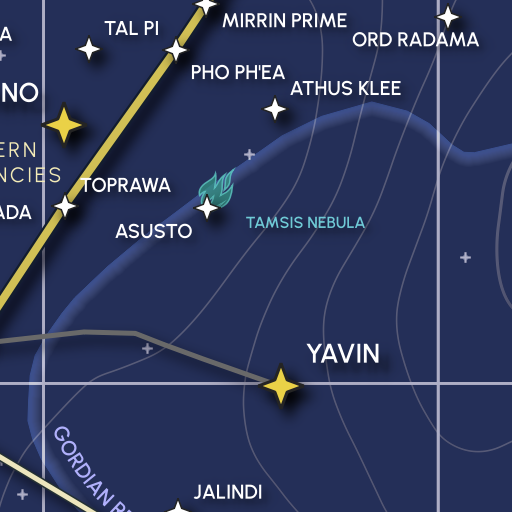 A
TAL PI
MIRRIN PRIME
ORD RADAMA
PHO PH'EA
NO
ATHUS KLEE
ERN
NCIES
TOPRAWA
ADA
ASUSTO
TAMSIS NEBULA
YAVIN
GORDIAN R
JALINDI